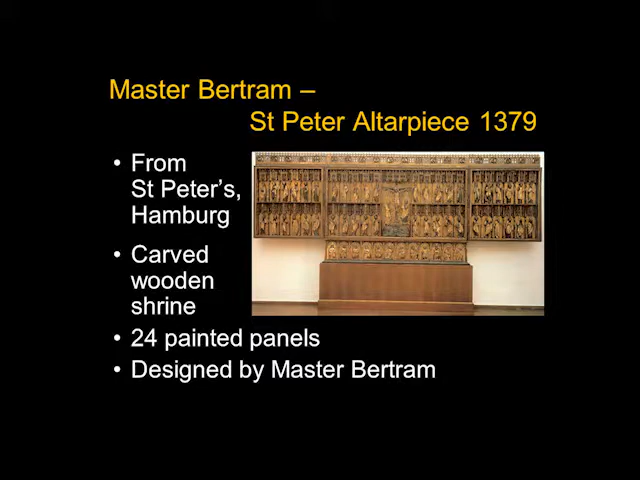 Master Bertram –
St Peter Altarpiece 1379
• From
St Peter’s,
Hamburg
• Carved
wooden
shrine
• 24 painted panels
• Designed by Master Bertram